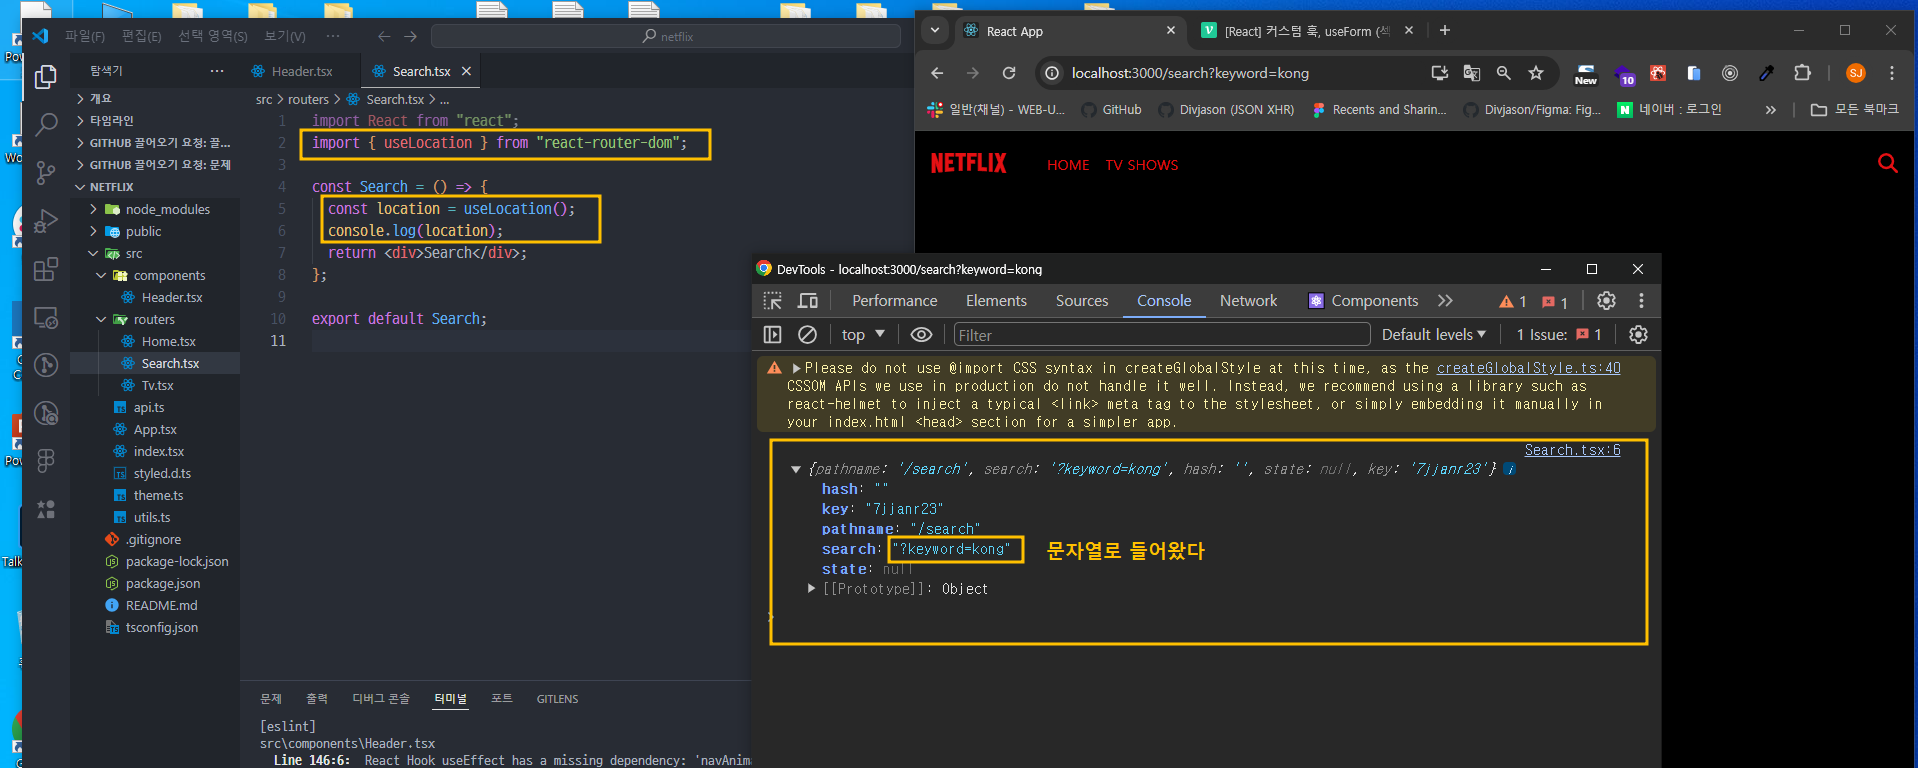 파일(F) 편집(E) 선택 영역(S) 보기(V) ···
netflix
탐색기 ···
개요
타임라인
GITHUB 끌어오기 요청: 끌...
GITHUB 끌어오기 요청: 문제
NETFLIX
node_modules
public
src
components
Header.tsx
routers
Home.tsx
Search.tsx
Tv.tsx
api.ts
App.tsx
index.tsx
styled.d.ts
theme.ts
utils.ts
.gitignore
package-lock.json
package.json
README.md
tsconfig.json
Header.tsx Search.tsx
src > routers > Search.tsx > ...
1 import React from "react";
2 import { useLocation } from "react-router-dom";
3
4 const Search = () => {
5 const location = useLocation();
6 console.log(location);
7 return <div>Search</div>;
8 };
9
10 export default Search;
11
문제 출력 디버그 콘솔 터미널 포트 GITLENS
[eslint]
src\components\Header.tsx
Line 146:6: React Hook useEffect has a missing dependency: 'navAnima
React App
[React] 커스텀 훅, useForm (섹
localhost:3000/search?keyword=kong
New
10
SJ
일반(채널) - WEB-U...
GitHub
Divjason (JSON XHR)
Recents and Sharin...
Divjason/Figma: Fig...
네이버 : 로그인
모든 북마크
NETFLIX HOME TV SHOWS
DevTools - localhost:3000/search?keyword=kong
Performance Elements Sources Console Network Components 1 1
top Filter Default levels 1 Issue: 1
Please do not use @import CSS syntax in createGlobalStyle at this time, as the createGlobalStyle.ts:40
CSSOM APIs we use in production do not handle it well. Instead, we recommend using a library such as
react-helmet to inject a typical <link> meta tag to the stylesheet, or simply embedding it manually in
your index.html <head> section for a simpler app.
Search.tsx:6
{pathname: '/search', search: '?keyword=kong', hash: '', state: null, key: '7jjanr23'} i
hash: ""
key: "7jjanr23"
pathname: "/search"
search: "?keyword=kong" 문자열로 들어왔다
state: null
[[Prototype]]: Object